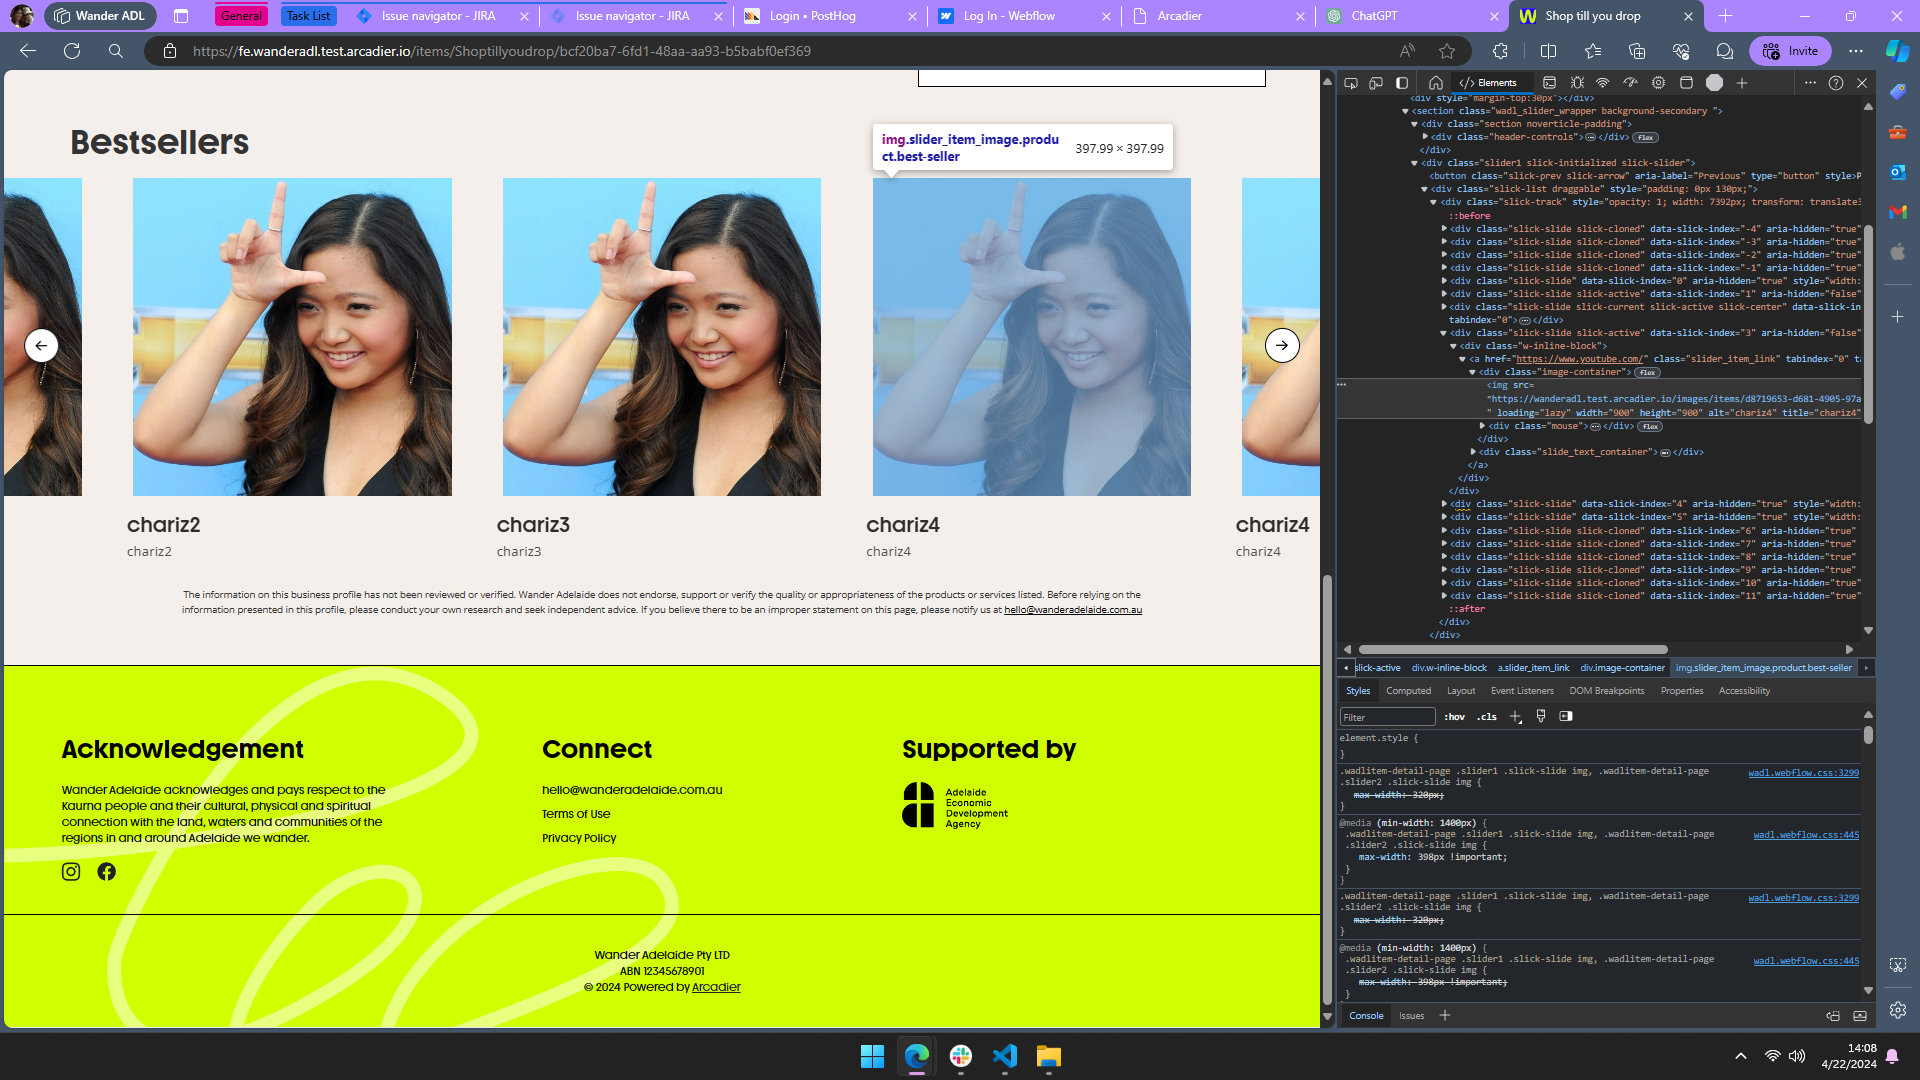 Wander ADL
General
Task List
Issue navigator - JIRA
Issue navigator - JIRA
Login • PostHog
Log In - Webflow
Arcadier
ChatGPT
Shop till you drop
https://fe.wanderadl.test.arcadier.io/items/Shoptillyoudrop/bcf20ba7-6fd1-48aa-aa93-b5babf0ef369
Invite
Bestsellers
img.slider_item_image.produ
ct.best-seller
397.99 × 397.99
chariz2
chariz2
chariz3
chariz3
chariz4
chariz4
chariz4
chariz4
The information on this business profile has not been reviewed or verified. Wander Adelaide does not endorse, support or verify the quality or appropriateness of the products or services listed. Before relying on the
information presented in this profile, please conduct your own research and seek independent advice. If you believe there to be an improper statement on this page, please notify us at hello@wanderadelaide.com.au
Acknowledgement
Wander Adelaide acknowledges and pays respect to the
Kaurna people and their cultural, physical and spiritual
connection with the land, waters and communities of the
regions in and around Adelaide we wander.
Connect
hello@wanderadelaide.com.au
Terms of Use
Privacy Policy
Supported by
Adelaide
Economic
Development
Agency
Wander Adelaide Pty LTD
ABN 12345678901
© 2024 Powered by Arcadier
Elements
<div style="margin-top:30px"></div>
<section class="wadl_slider_wrapper background-secondary ">
<div class="section noverticle-padding">
<div class="header-controls"></div> flex
</div>
<div class="slider1 slick-initialized slick-slider">
<button class="slick-prev slick-arrow" aria-label="Previous" type="button" style>P
<div class="slick-list draggable" style="padding: 0px 130px;">
<div class="slick-track" style="opacity: 1; width: 7392px; transform: translate3
::before
<div class="slick-slide slick-cloned" data-slick-index="-4" aria-hidden="true"
<div class="slick-slide slick-cloned" data-slick-index="-3" aria-hidden="true"
<div class="slick-slide slick-cloned" data-slick-index="-2" aria-hidden="true"
<div class="slick-slide slick-cloned" data-slick-index="-1" aria-hidden="true"
<div class="slick-slide" data-slick-index="0" aria-hidden="true" style="width:
<div class="slick-slide slick-active" data-slick-index="1" aria-hidden="false"
<div class="slick-slide slick-current slick-active slick-center" data-slick-in
tabindex="0"></div>
<div class="slick-slide slick-active" data-slick-index="3" aria-hidden="false"
<div class="w-inline-block">
<a href="https://www.youtube.com/" class="slider_item_link" tabindex="0" ta
<div class="image-container"> flex
<img src=
"https://wanderadl.test.arcadier.io/images/items/d8719653-d681-4905-97a
" loading="lazy" width="900" height="900" alt="chariz4" title="chariz4"
<div class="mouse"></div> flex
</div>
<div class="slide_text_container"></div>
</a>
</div>
</div>
<div class="slick-slide" data-slick-index="4" aria-hidden="true" style="width:
<div class="slick-slide" data-slick-index="5" aria-hidden="true" style="width:
<div class="slick-slide slick-cloned" data-slick-index="6" aria-hidden="true"
<div class="slick-slide slick-cloned" data-slick-index="7" aria-hidden="true"
<div class="slick-slide slick-cloned" data-slick-index="8" aria-hidden="true"
<div class="slick-slide slick-cloned" data-slick-index="9" aria-hidden="true"
<div class="slick-slide slick-cloned" data-slick-index="10" aria-hidden="true"
<div class="slick-slide slick-cloned" data-slick-index="11" aria-hidden="true"
::after
</div>
</div>
slick-active div.w-inline-block a.slider_item_link div.image-container img.slider_item_image.product.best-seller
Styles Computed Layout Event Listeners DOM Breakpoints Properties Accessibility
Filter :hov .cls
element.style {
}
.wadlitem-detail-page .slider1 .slick-slide img, .wadlitem-detail-page wadl.webflow.css:3299
.slider2 .slick-slide img {
max-width: 320px;
}
@media (min-width: 1400px) {
.wadlitem-detail-page .slider1 .slick-slide img, .wadlitem-detail-page wadl.webflow.css:445
.slider2 .slick-slide img {
max-width: 398px !important;
}
}
.wadlitem-detail-page .slider1 .slick-slide img, .wadlitem-detail-page wadl.webflow.css:3299
.slider2 .slick-slide img {
max-width: 320px;
}
@media (min-width: 1400px) {
.wadlitem-detail-page .slider1 .slick-slide img, .wadlitem-detail-page wadl.webflow.css:445
.slider2 .slick-slide img {
max-width: 398px !important;
}
Console Issues
14:08
4/22/2024